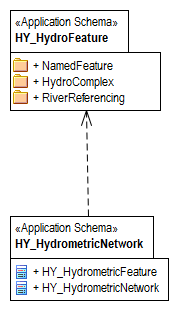 «Application Schema»
HY_HydroFeature
+ NamedFeature
+ HydroComplex
+ RiverReferencing
«Application Schema»
HY_HydrometricNetwork
+ HY_HydrometricFeature
+ HY_HydrometricNetwork